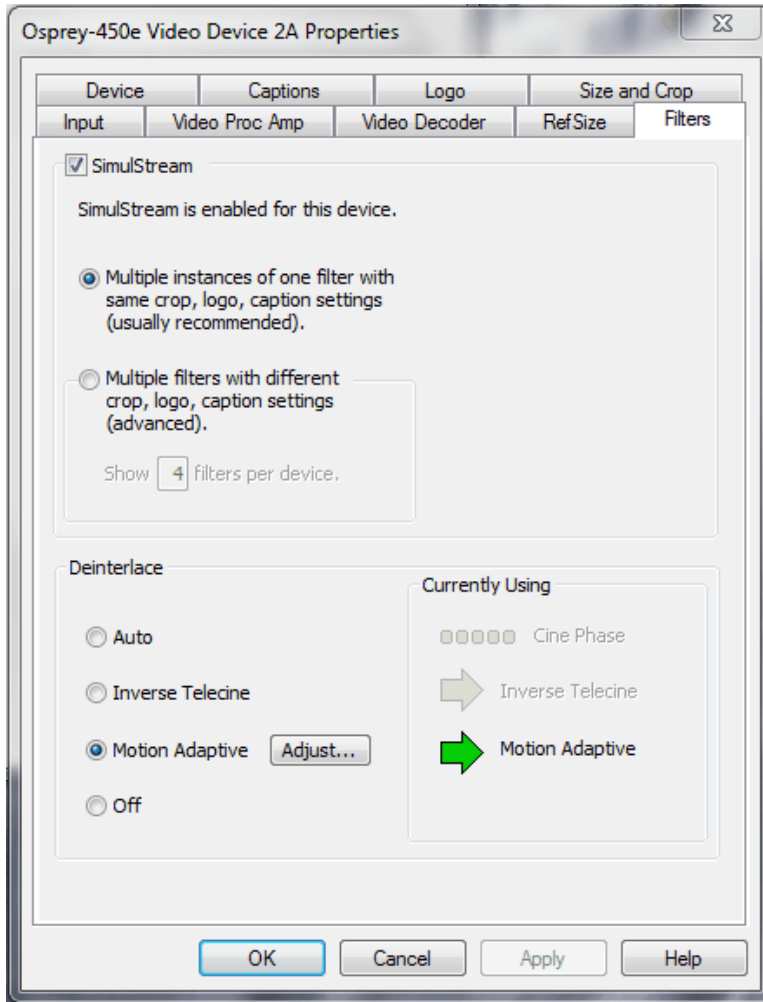 Osprey-450e Video Device 2A Properties
Device Captions Logo Size and Crop
Input Video Proc Amp Video Decoder RefSize Filters
SimulStream
SimulStream is enabled for this device.
Multiple instances of one filter with
same crop, logo, caption settings
(usually recommended).
Multiple filters with different
crop, logo, caption settings
(advanced).
Show 4 filters per device.
Deinterlace
Currently Using
Auto
Cine Phase
Inverse Telecine
Inverse Telecine
Motion Adaptive Adjust...
Motion Adaptive
Off
OK Cancel Apply Help